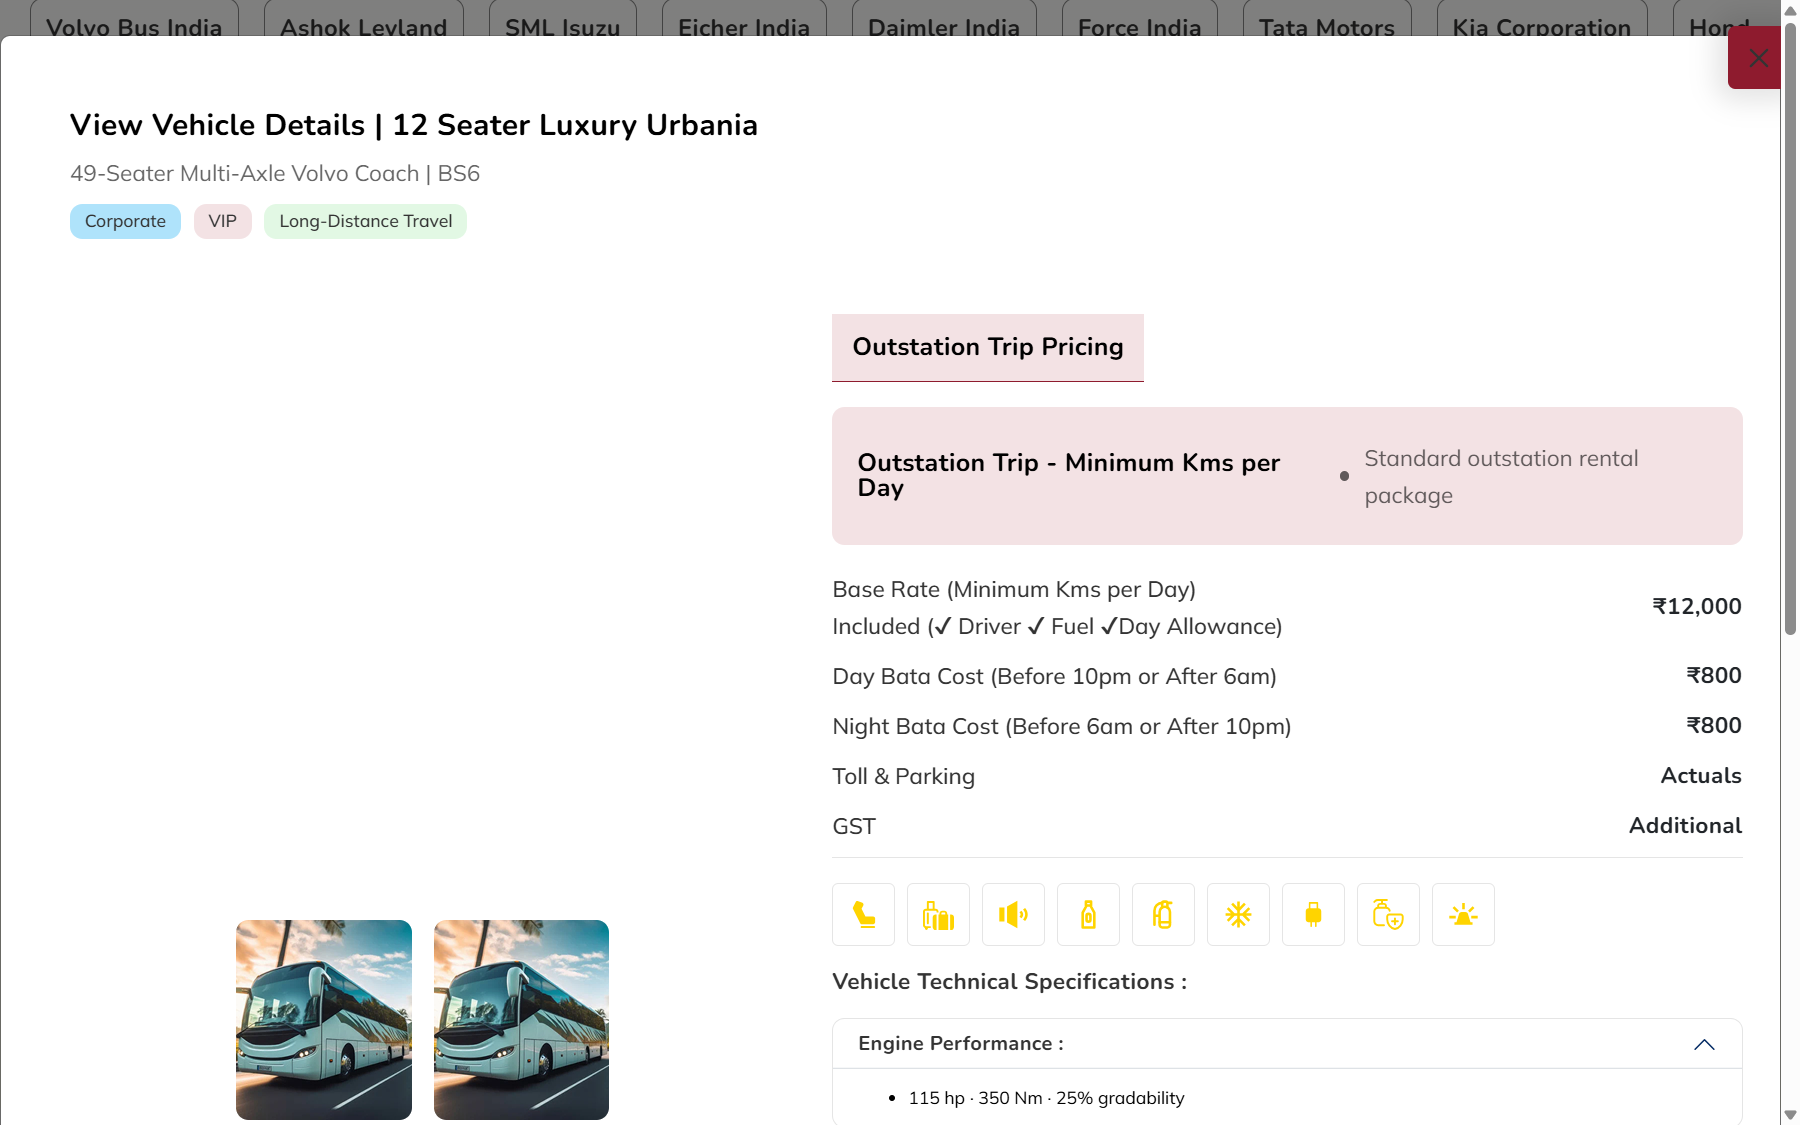 Volvo Bus India
Ashok Leyland
SML Isuzu
Eicher India
Daimler India
Force India
Tata Motors
Kia Corporation
View Vehicle Details | 12 Seater Luxury Urbania
49-Seater Multi-Axle Volvo Coach | BS6
Corporate
VIP
Long-Distance Travel
Outstation Trip Pricing
Outstation Trip - Minimum Kms per
Day
• Standard outstation rental
package
Base Rate (Minimum Kms per Day)
Included (✓ Driver ✓ Fuel ✓Day Allowance)
₹12,000
Day Bata Cost (Before 10pm or After 6am)
₹800
Night Bata Cost (Before 6am or After 10pm)
₹800
Toll & Parking
Actuals
GST
Additional
Vehicle Technical Specifications :
Engine Performance :
• 115 hp · 350 Nm · 25% gradability